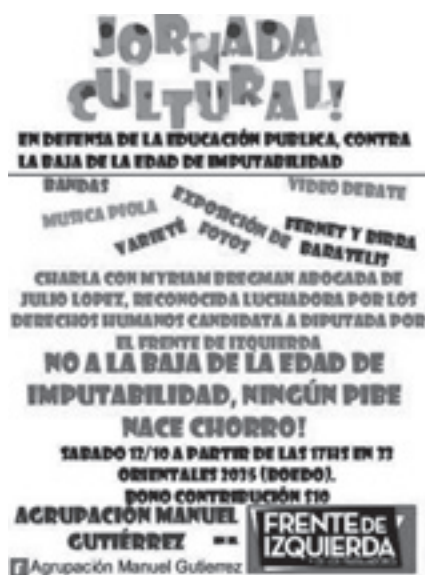 JORNADA
CULTURAL!
EN DEFENSA DE LA EDUCACIÓN PUBLICA, CONTRA
LA BAJA DE LA EDAD DE IMPUTABILIDAD
BANDAS
VIDEO DEBATE
MUSICA PIOLA
EXPOSICIÓN DE
FOTOS
VARIETÉ
FERNET Y BIRRA
BARATELIS
CHARLA CON MYRIAM BREGMAN ABOGADA DE
JULIO LOPEZ, RECONOCIDA LUCHADORA POR LOS
DERECHOS HUMANOS CANDIDATA A DIPUTADA POR
EL FRENTE DE IZQUIERDA
NO A LA BAJA DE LA EDAD DE
IMPUTABILIDAD, NINGÚN PIBE
NACE CHORRO!
SABADO 12/10 A PARTIR DE LAS 17HS EN 33
ORIENTALES 2035 (BOEDO).
BONO CONTRIBUCIÓN $10
AGRUPACIÓN MANUEL
GUTIÉRREZ
FRENTE DE
IZQUIERDA
Agrupación Manuel Gutierrez